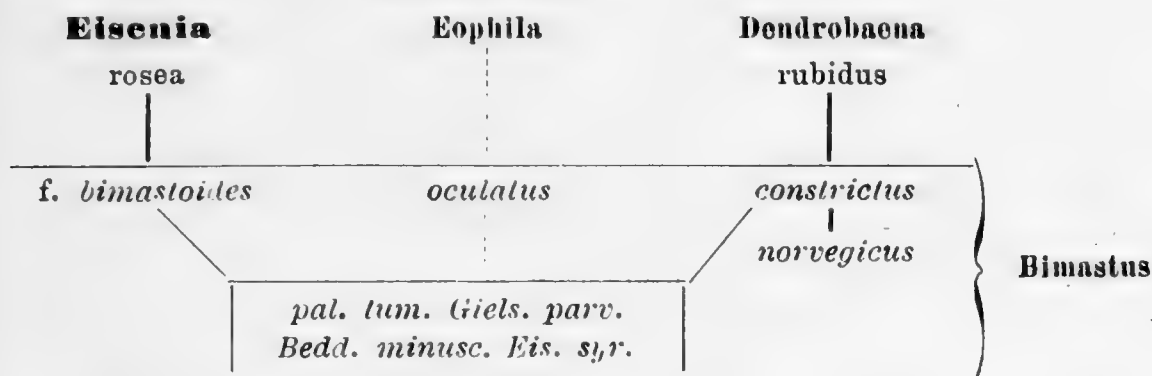 Eisenia Eophila Dendrobaena
rosea rubidus
f. bimastoides oculatus constrictus
norvegicus
Bimastus
pal. tum. Giels. parv.
Bedd. minusc. Eis. syr.